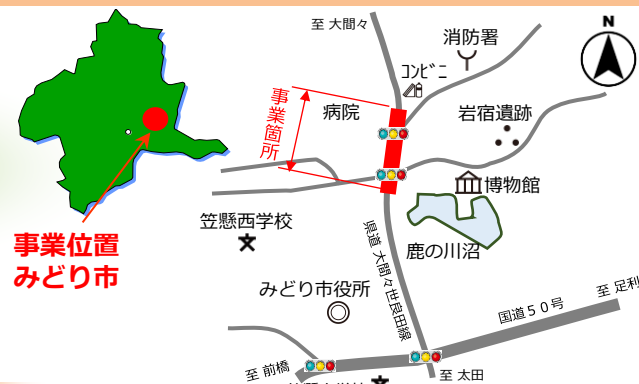 至 大間々
消防署
N
コンビニ
病院
岩宿遺跡
事業箇所
博物館
笠懸西学校
鹿の川沼
県道 大間々世良田線
事業位置
みどり市
みどり市役所
国道50号
至 足利
至 前橋
至 太田